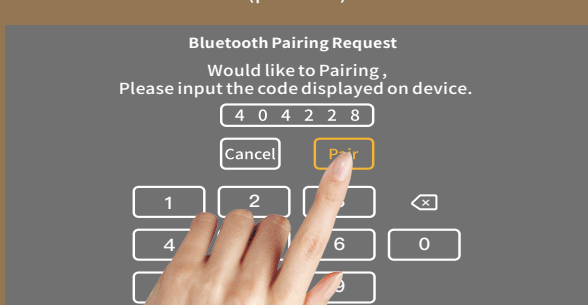 Bluetooth Pairing Request
Would like to Pairing ,
Please input the code displayed on device.
4 0 4 2 2 8
Cancel
Pair
1
2
4
6
0
9